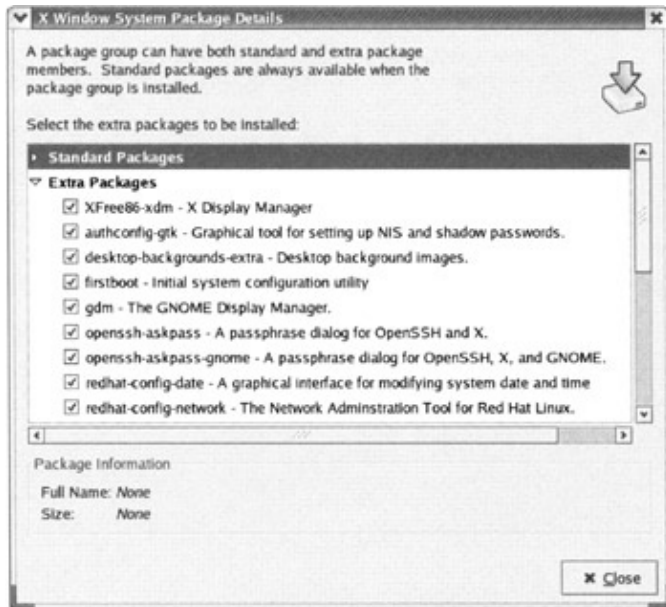 X Window System Package Details
A package group can have both standard and extra package
members. Standard packages are always available when the
package group is installed.
Select the extra packages to be installed:
Standard Packages
Extra Packages
XFree86-xdm - X Display Manager
authconfig-gtk - Graphical tool for setting up NIS and shadow passwords.
desktop-backgrounds-extra - Desktop background images.
firstboot - Initial system configuration utility
gdm - The GNOME Display Manager.
openssh-askpass - A passphrase dialog for OpenSSH and X.
openssh-askpass-gnome - A passphrase dialog for OpenSSH, X, and GNOME.
redhat-config-date - A graphical interface for modifying system date and time
redhat-config-network - The Network Adminstration Tool for Red Hat Linux.
Package Information
Full Name: None
Size: None
Close